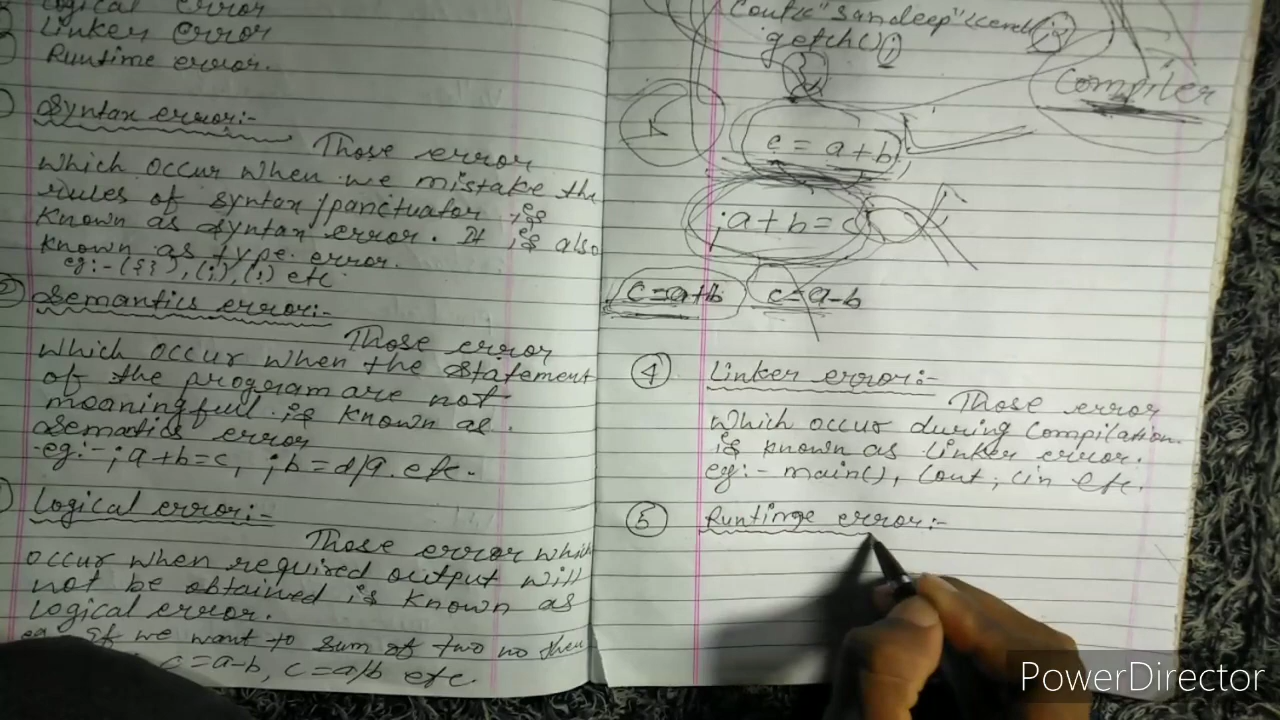 Logical error
Linker error
Runtime error.
Syntax error:-
Those error
which occur when we mistake the
rules of syntax/panctuator is
known as syntax error. It is also
known as type error.
eg:- ({}), (;), (:) etc.
② Semantics error:-
Those error
which occur when the statement
of the program are not
meaningfull is known as
semantics error
eg:- ;a+b=c, ;b=d/a. etc.
Logical error:-
Those error which
occur when required output will
not be obtained is known as
logical error.
eg:- If we want to sum of two no then
c=a-b, c=a/b etc.
Cout<<"Sandeep"<<endl;
getch();
}
Compiler
c = a+b;
;a+b=c
c=a+b c=a-b
④ Linker error:-
Those error
which occur during Compilation
is known as linker error.
eg:- main(), Cout, cin etc.
⑤ Runtime error:-
PowerDirector